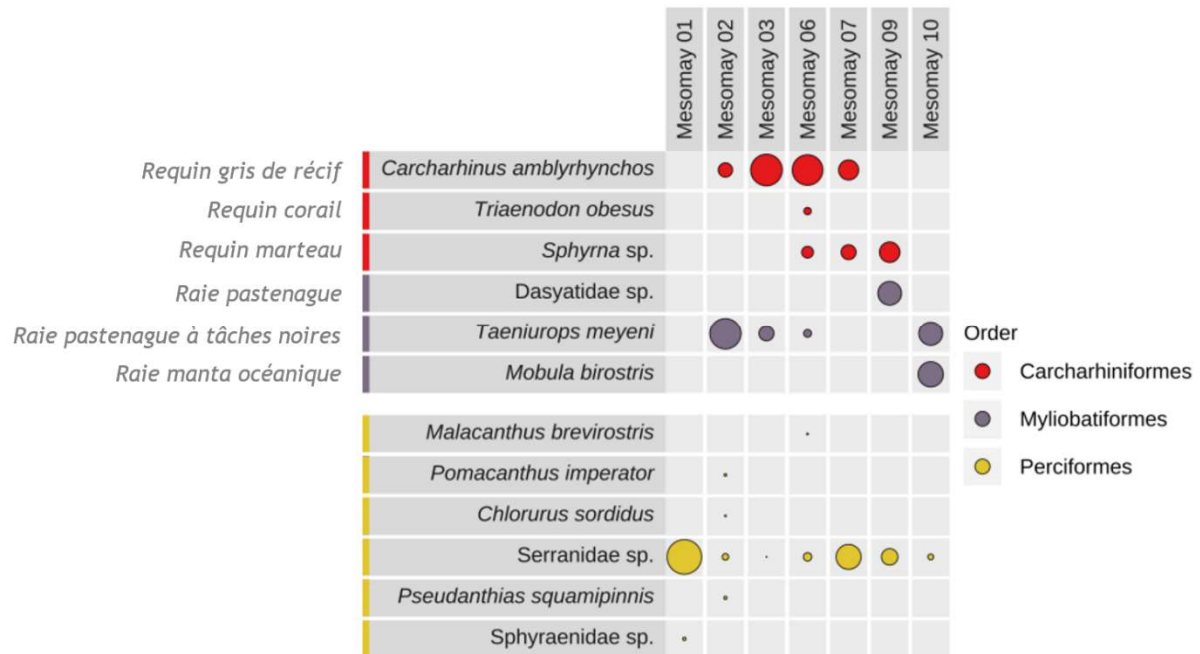 Mesomay 01
Mesomay 02
Mesomay 03
Mesomay 06
Mesomay 07
Mesomay 09
Mesomay 10
Requin gris de récif Carcharhinus amblyrhynchos
Requin corail Triaenodon obesus
Requin marteau Sphyrna sp.
Raie pastenague Dasyatidae sp.
Raie pastenague à tâches noires Taeniurops meyeni
Raie manta océanique Mobula birostris
Order
Carcharhiniformes
Myliobatiformes
Perciformes
Malacanthus brevirostris
Pomacanthus imperator
Chlorurus sordidus
Serranidae sp.
Pseudanthias squamipinnis
Sphyraenidae sp.